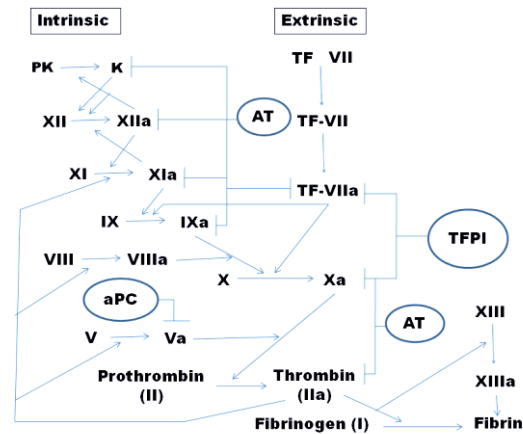 Intrinsic Extrinsic
TF VII
PK K
AT
XII XIIa TF-VII
XI XIa
TF-VIIa
IX IXa
TFPI
VIII VIIIa
X Xa
aPC
XIII
AT
V Va
Prothrombin Thrombin
(II) (IIa)
XIIIa
Fibrinogen (I) Fibrin